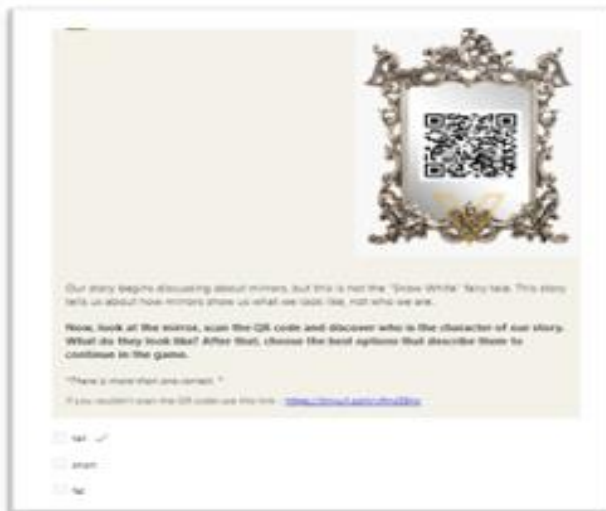 Our story begins discussing about mirrors, but this is not the "Snow White" fairy tale. This story
tells us about how mirrors show us what we look like, not who we are.
Now, look at the mirror, scan the QR code and discover who is the character of our story.
What do they look like? After that, choose the best options that describe them to
continue in the game.
*There is more than one correct. *
If you couldn't scan the QR code use this link :
tall
short
fat